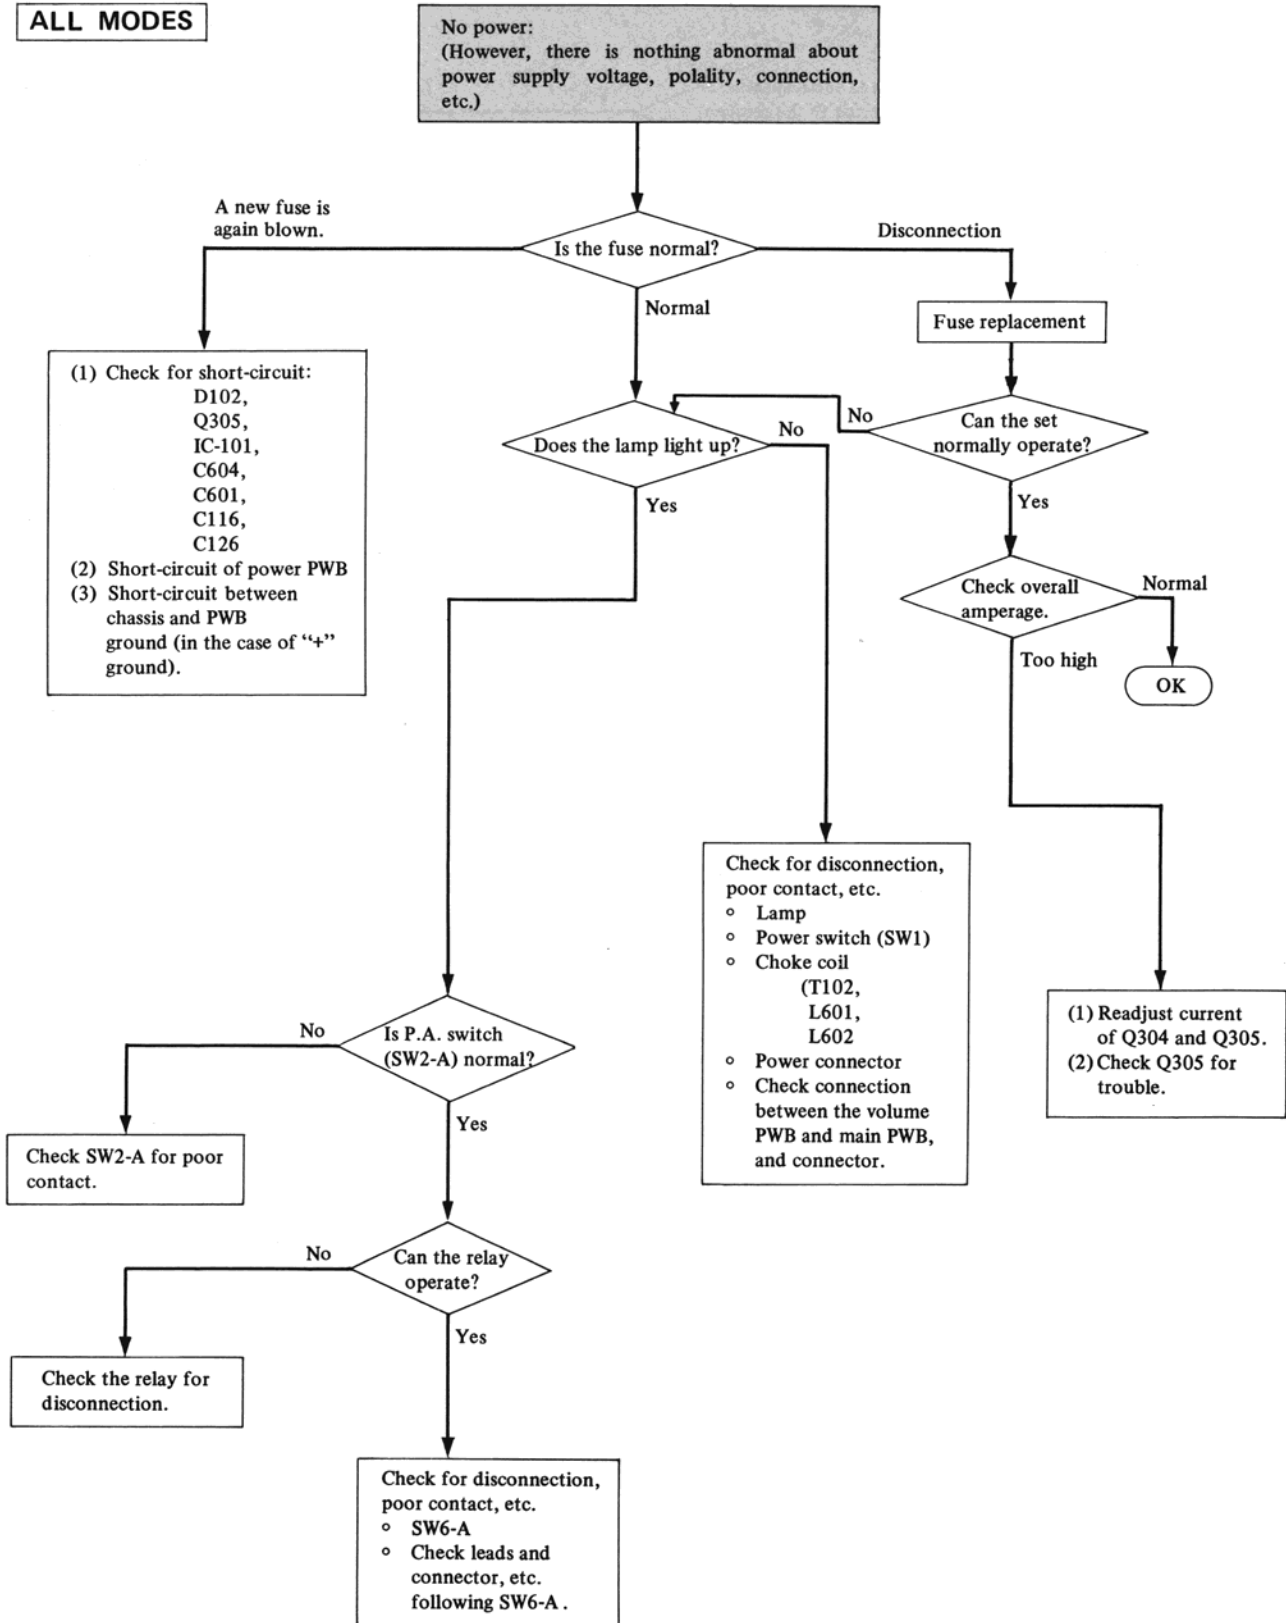 ALL MODES
No power:
(However, there is nothing abnormal about
power supply voltage, polality, connection,
etc.)
A new fuse is
again blown.
Is the fuse normal?
Disconnection
Normal
Fuse replacement
(1) Check for short-circuit:
D102,
Q305,
IC-101,
C604,
C601,
C116,
C126
(2) Short-circuit of power PWB
(3) Short-circuit between
chassis and PWB
ground (in the case of “+”
ground).
Does the lamp light up?
No
Yes
No
Can the set
normally operate?
Yes
Check overall
amperage.
Normal
OK
Too high
Check for disconnection,
poor contact, etc.
° Lamp
° Power switch (SW1)
° Choke coil
(T102,
L601,
L602
° Power connector
° Check connection
between the volume
PWB and main PWB,
and connector.
(1) Readjust current
of Q304 and Q305.
(2) Check Q305 for
trouble.
No
Is P.A. switch
(SW2-A) normal?
Yes
Check SW2-A for poor
contact.
No
Can the relay
operate?
Yes
Check the relay for
disconnection.
Check for disconnection,
poor contact, etc.
° SW6-A
° Check leads and
connector, etc.
following SW6-A .